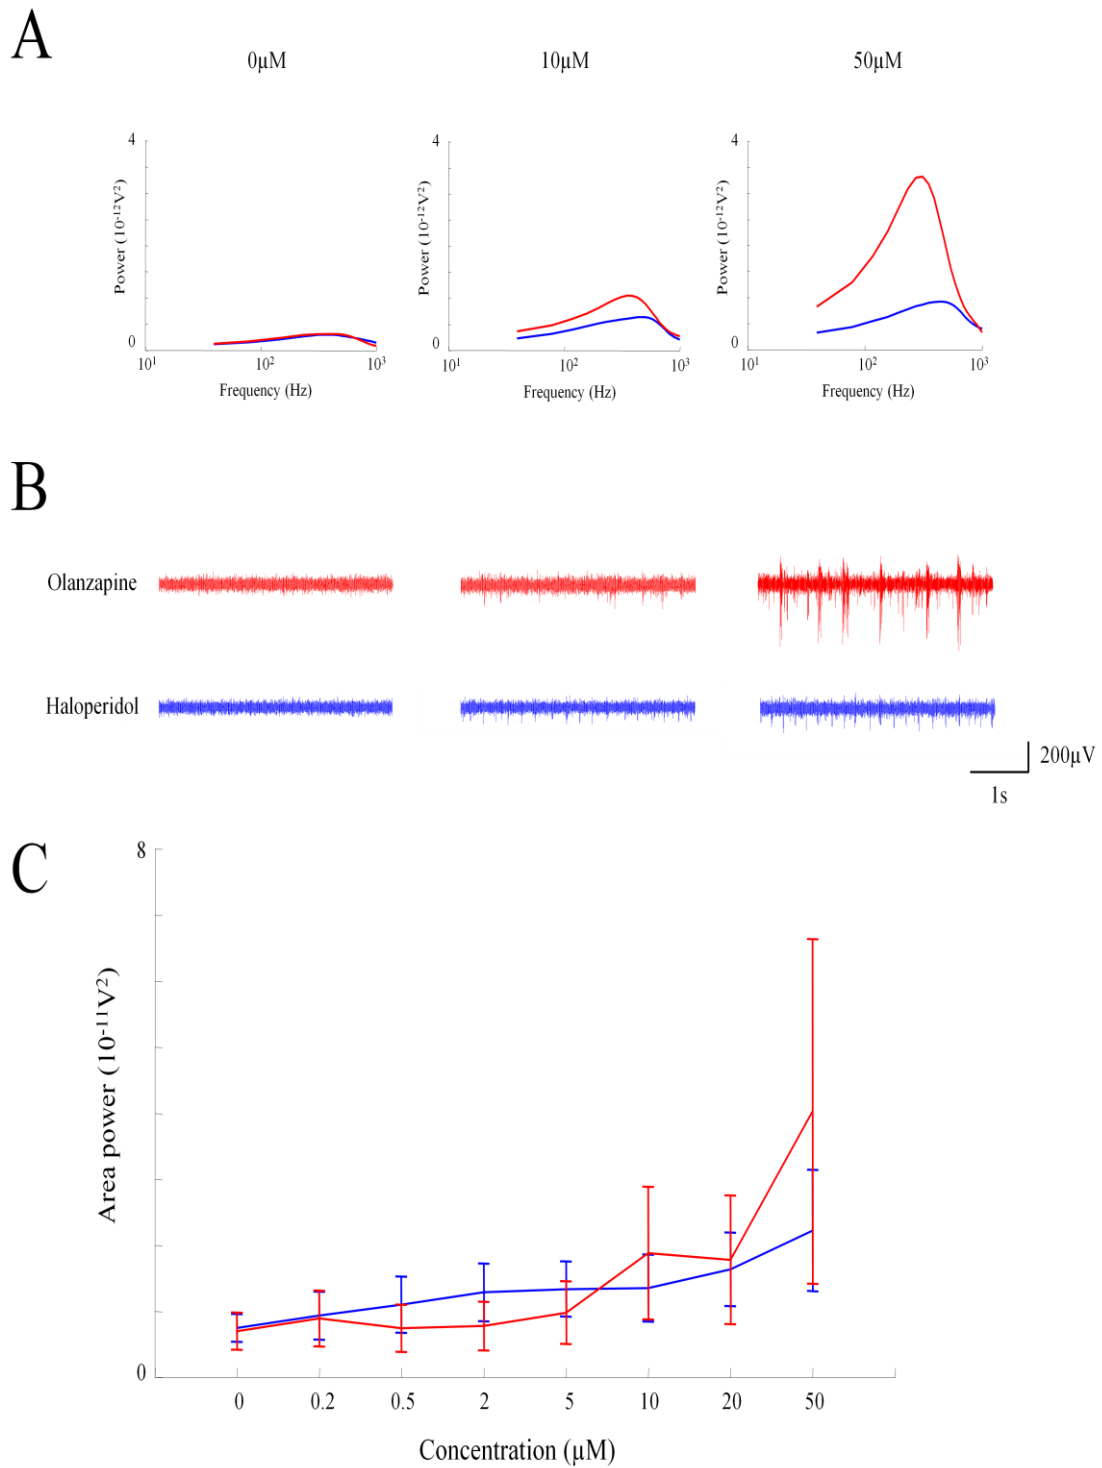 A
0µM 10µM 50µM
4 4 4
Power (10⁻¹²V²) Power (10⁻¹²V²) Power (10⁻¹²V²)
0 0 0
10¹ 10² 10³ 10¹ 10² 10³ 10¹ 10² 10³
Frequency (Hz) Frequency (Hz) Frequency (Hz)
B
Olanzapine
Haloperidol
200µV
1s
C
8
Area power (10⁻¹¹V²)
0
0 0.2 0.5 2 5 10 20 50
Concentration (µM)